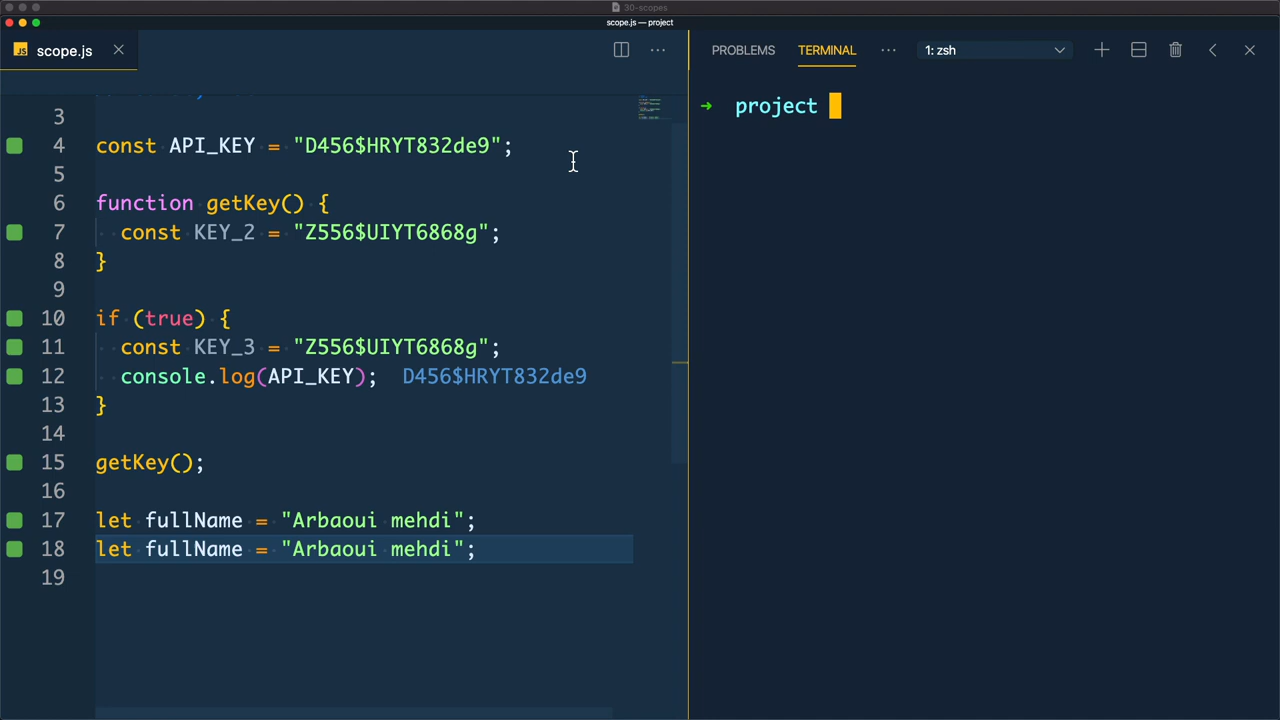 30-scopes
scope.js — project
JS scope.js
PROBLEMS TERMINAL ... 1: zsh
3
4 const API_KEY = "D456$HRYT832de9";
5
6 function getKey() {
7 const KEY_2 = "Z556$UIYT6868g";
8 }
9
10 if (true) {
11 const KEY_3 = "Z556$UIYT6868g";
12 console.log(API_KEY); D456$HRYT832de9
13 }
14
15 getKey();
16
17 let fullName = "Arbaoui mehdi";
18 let fullName = "Arbaoui mehdi";
19
➜ project